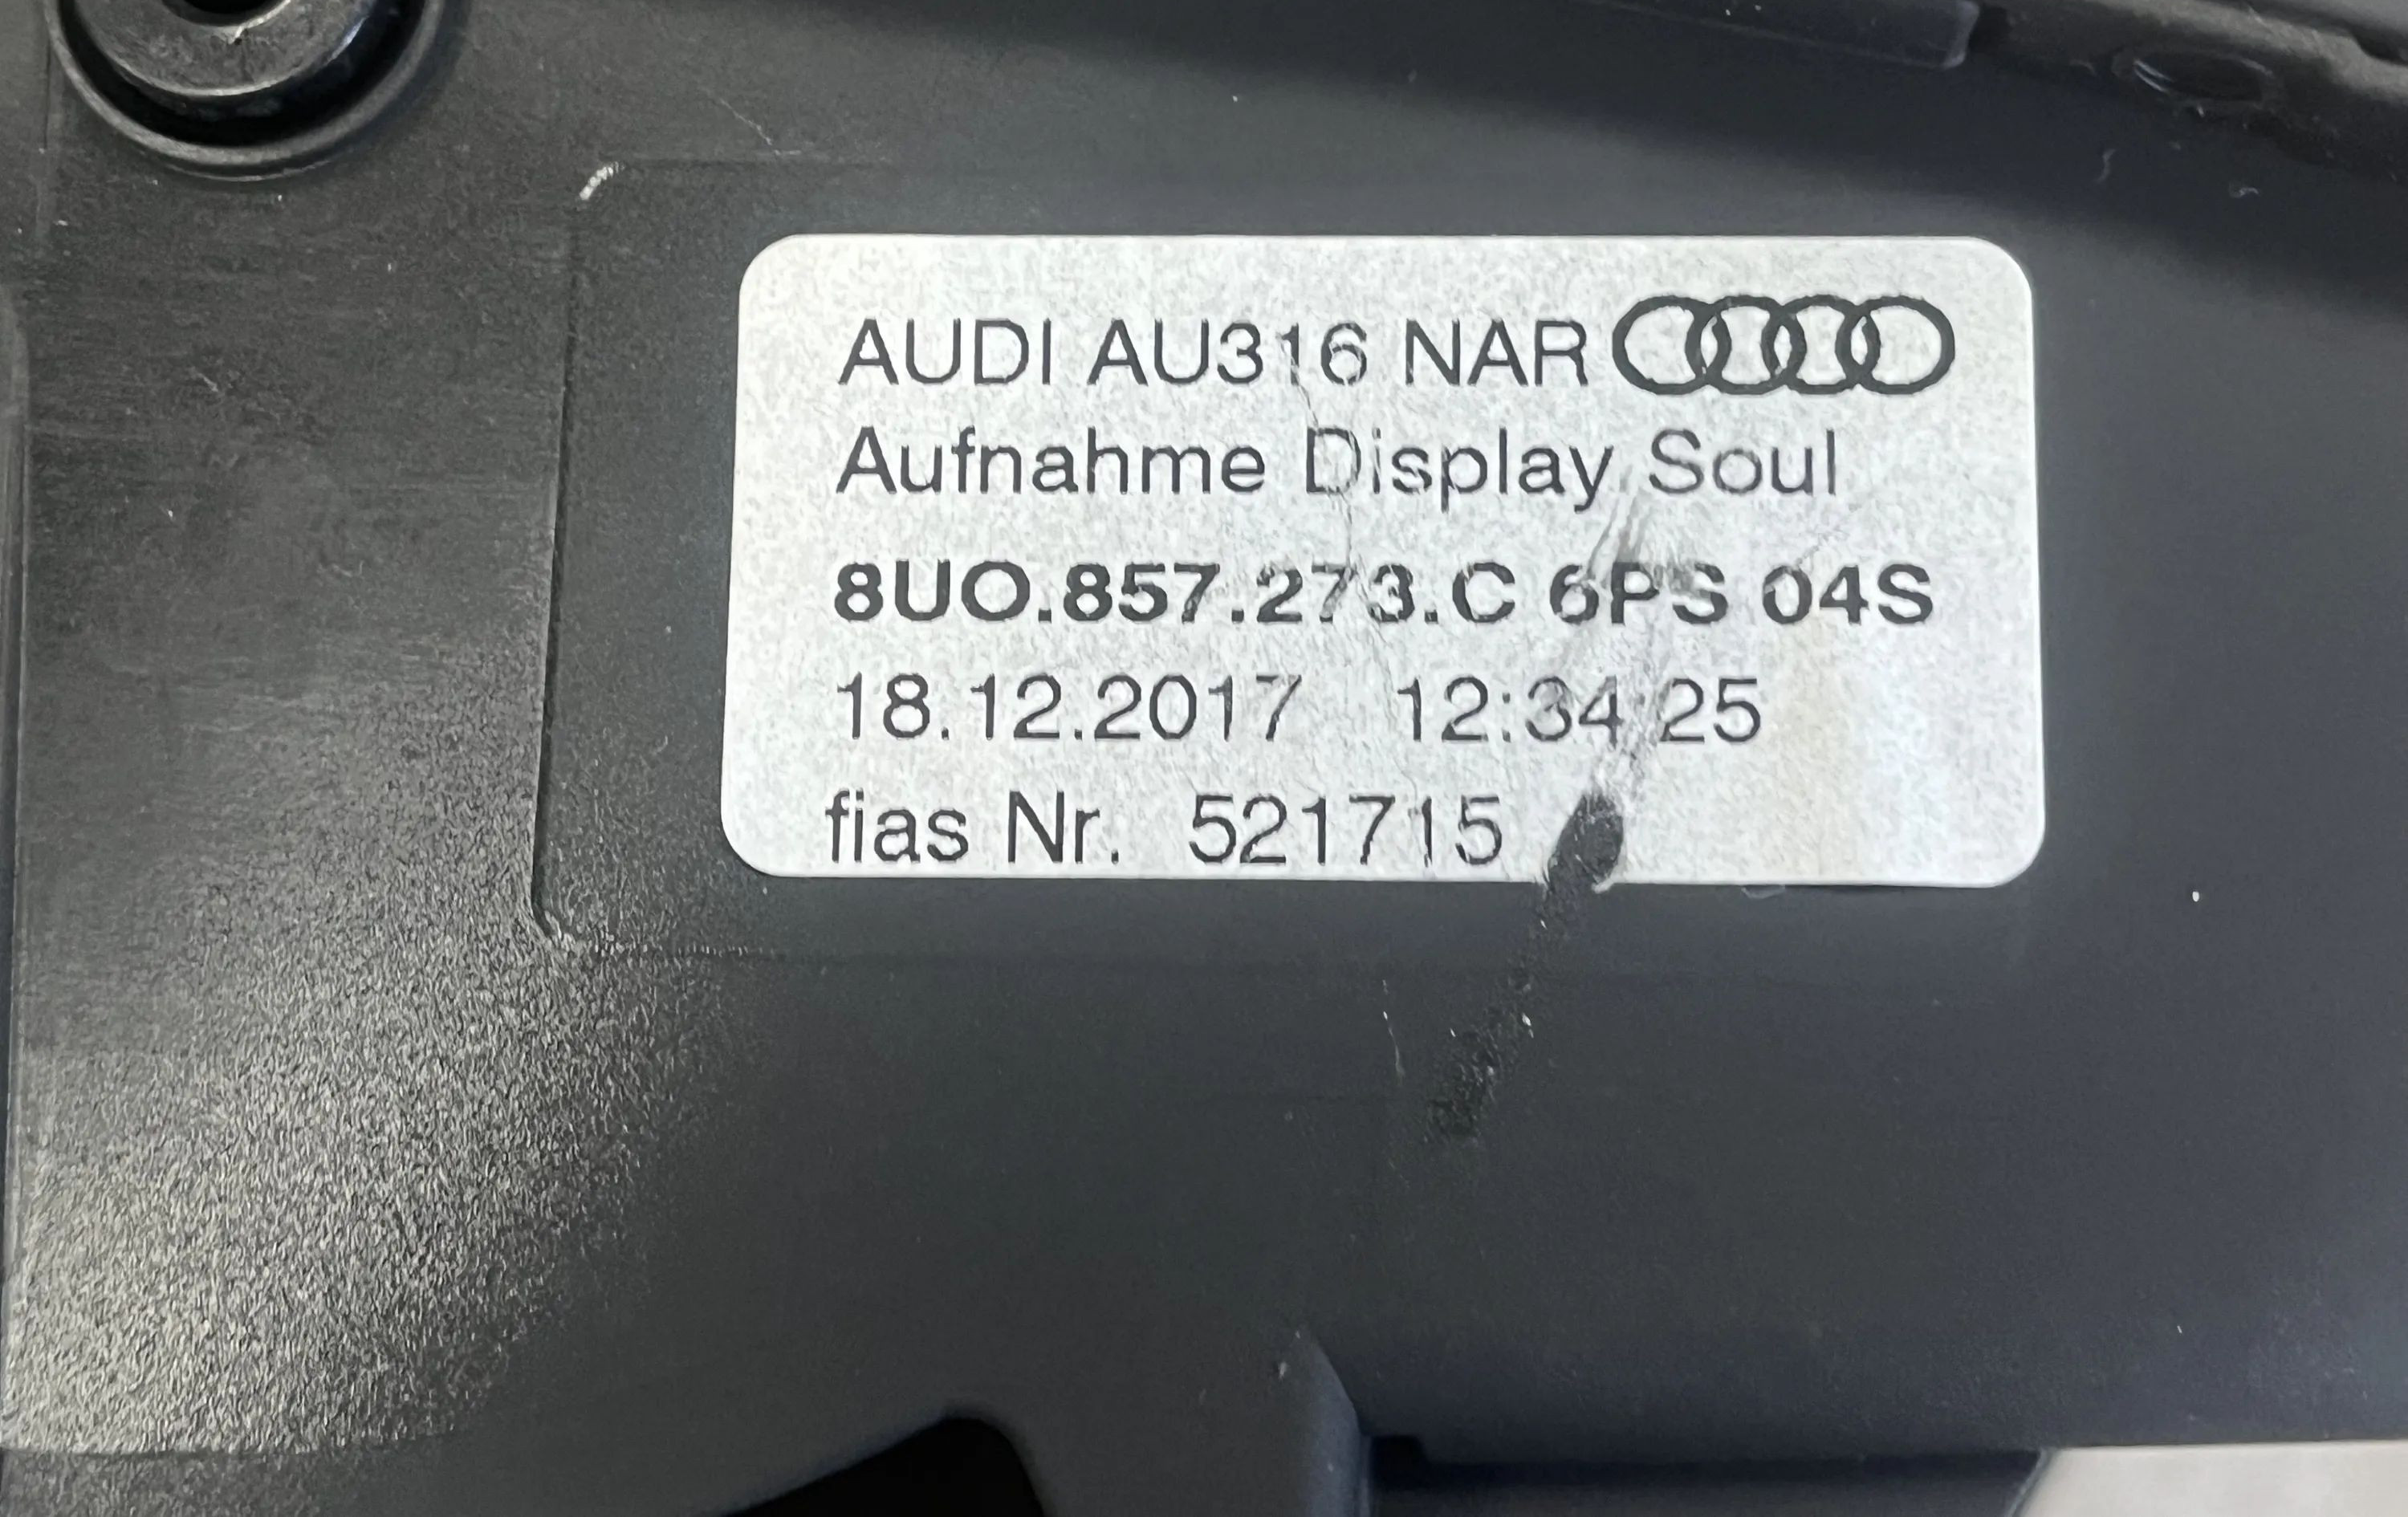 AUDI AU316 NAR
Aufnahme Display Soul
8UO.857.273.C 6PS 04S
18.12.2017 12:34:25
fias Nr. 521715